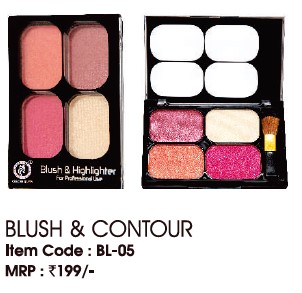 Blush & Highlighter
For Professional Use
BLUSH & CONTOUR
Item Code : BL-05
MRP : ₹199/-